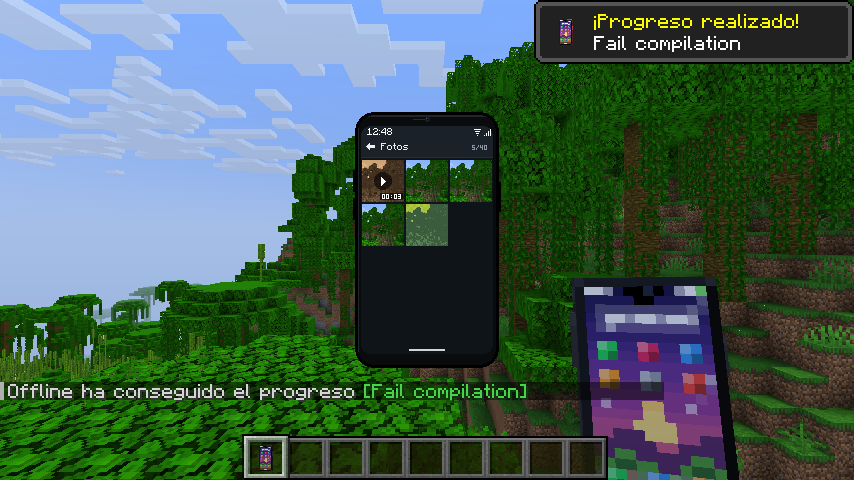 ¡Progreso realizado!
Fail compilation
12:48
Fotos
5/40
00:03
Offline ha conseguido el progreso [Fail compilation]